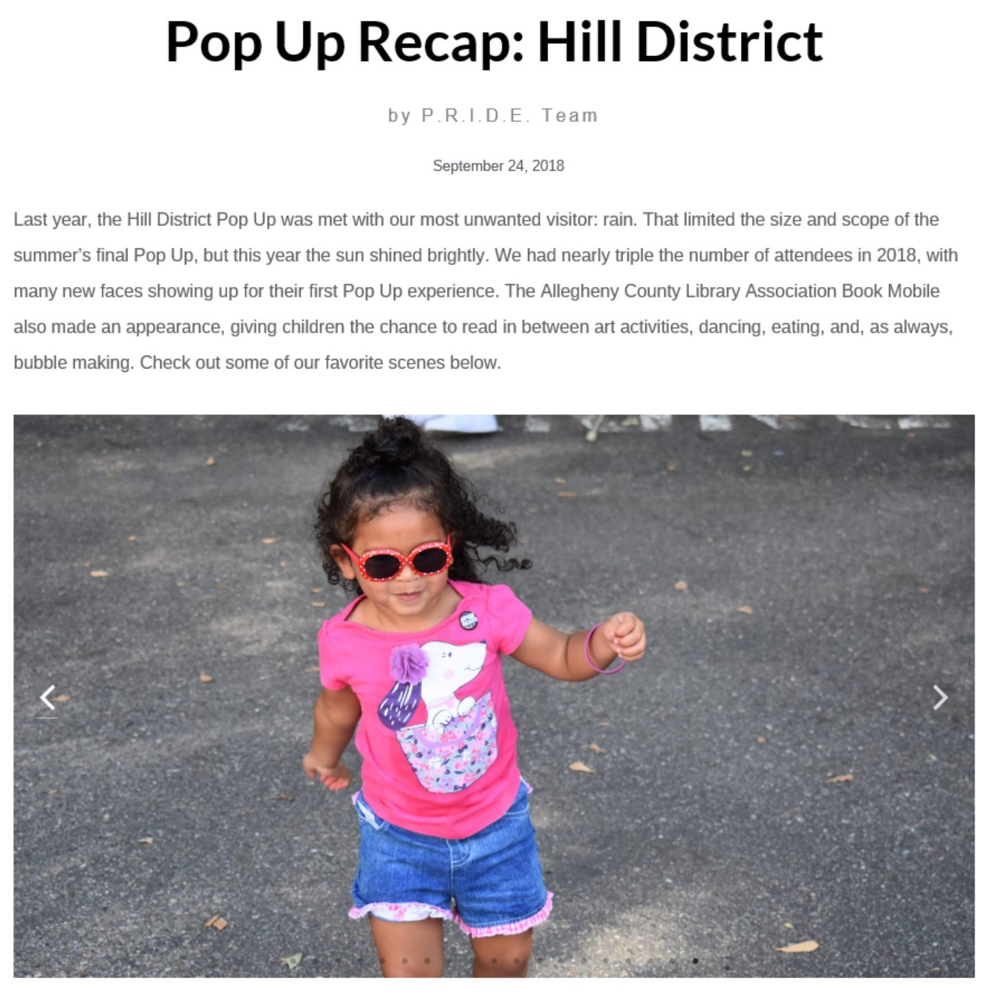 Pop Up Recap: Hill District
by P.R.I.D.E. Team
September 24, 2018
Last year, the Hill District Pop Up was met with our most unwanted visitor: rain. That limited the size and scope of the
summer’s final Pop Up, but this year the sun shined brightly. We had nearly triple the number of attendees in 2018, with
many new faces showing up for their first Pop Up experience. The Allegheny County Library Association Book Mobile
also made an appearance, giving children the chance to read in between art activities, dancing, eating, and, as always,
bubble making. Check out some of our favorite scenes below.